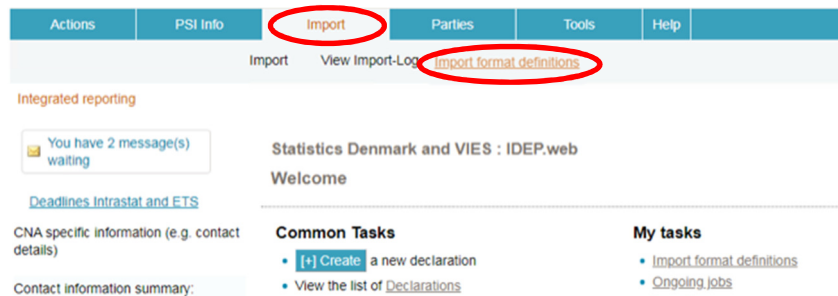 Actions PSI Info Import Parties Tools Help
Import View Import-Log Import format definitions
Integrated reporting
You have 2 message(s)
waiting
Deadlines Intrastat and ETS
CNA specific information (e.g. contact
details)
Contact information summary:
Statistics Denmark and VIES : IDEP.web
Welcome
Common Tasks
[+] Create a new declaration
View the list of Declarations
My tasks
Import format definitions
Ongoing jobs